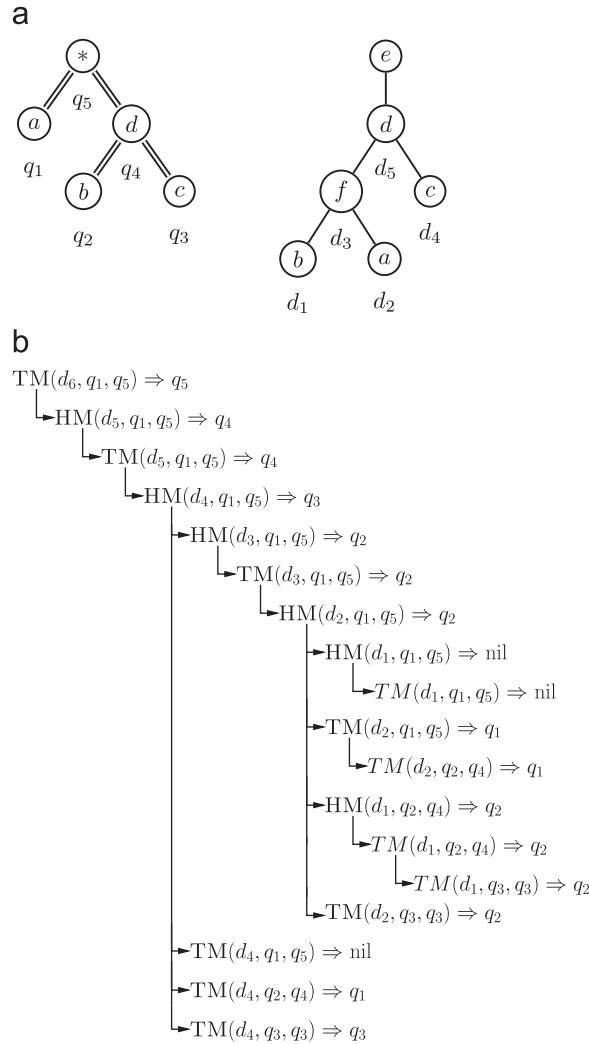 a
* e
q5
a d d
q1 q4 d5
b c f c
q2 q3 d3 d4
b a
d1 d2
b
TM(d6, q1, q5) ⇒ q5
HM(d5, q1, q5) ⇒ q4
TM(d5, q1, q5) ⇒ q4
HM(d4, q1, q5) ⇒ q3
HM(d3, q1, q5) ⇒ q2
TM(d3, q1, q5) ⇒ q2
HM(d2, q1, q5) ⇒ q2
HM(d1, q1, q5) ⇒ nil
TM(d1, q1, q5) ⇒ nil
TM(d2, q1, q5) ⇒ q1
TM(d2, q2, q4) ⇒ q1
HM(d1, q2, q4) ⇒ q2
TM(d1, q2, q4) ⇒ q2
TM(d1, q3, q3) ⇒ q2
TM(d2, q3, q3) ⇒ q2
TM(d4, q1, q5) ⇒ nil
TM(d4, q2, q4) ⇒ q1
TM(d4, q3, q3) ⇒ q3